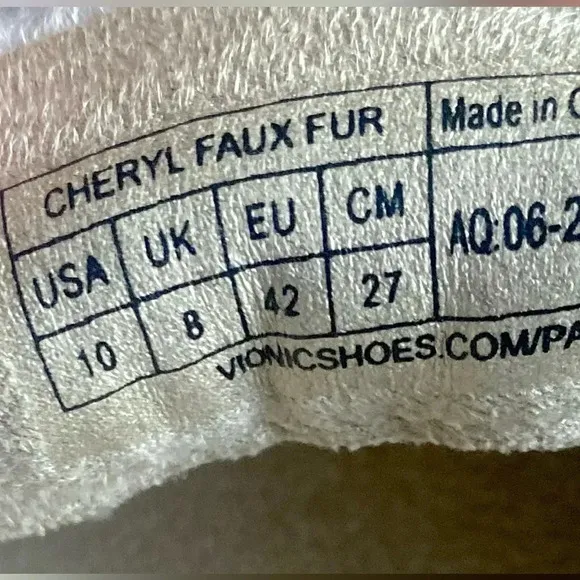 CHERYL FAUX FUR
Made in
USA UK EU CM
AQ:06-2
10 8 42 27
VIONICSHOES.COM/PA